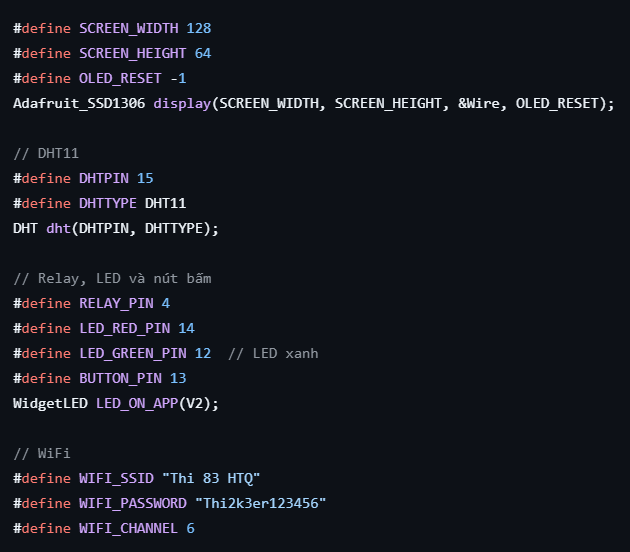 #define SCREEN_WIDTH 128
#define SCREEN_HEIGHT 64
#define OLED_RESET -1
Adafruit_SSD1306 display(SCREEN_WIDTH, SCREEN_HEIGHT, &Wire, OLED_RESET);
// DHT11
#define DHTPIN 15
#define DHTTYPE DHT11
DHT dht(DHTPIN, DHTTYPE);
// Relay, LED và nút bấm
#define RELAY_PIN 4
#define LED_RED_PIN 14
#define LED_GREEN_PIN 12  // LED xanh
#define BUTTON_PIN 13
WidgetLED LED_ON_APP(V2);
// WiFi
#define WIFI_SSID "Thi 83 HTQ"
#define WIFI_PASSWORD "Thi2k3er123456"
#define WIFI_CHANNEL 6